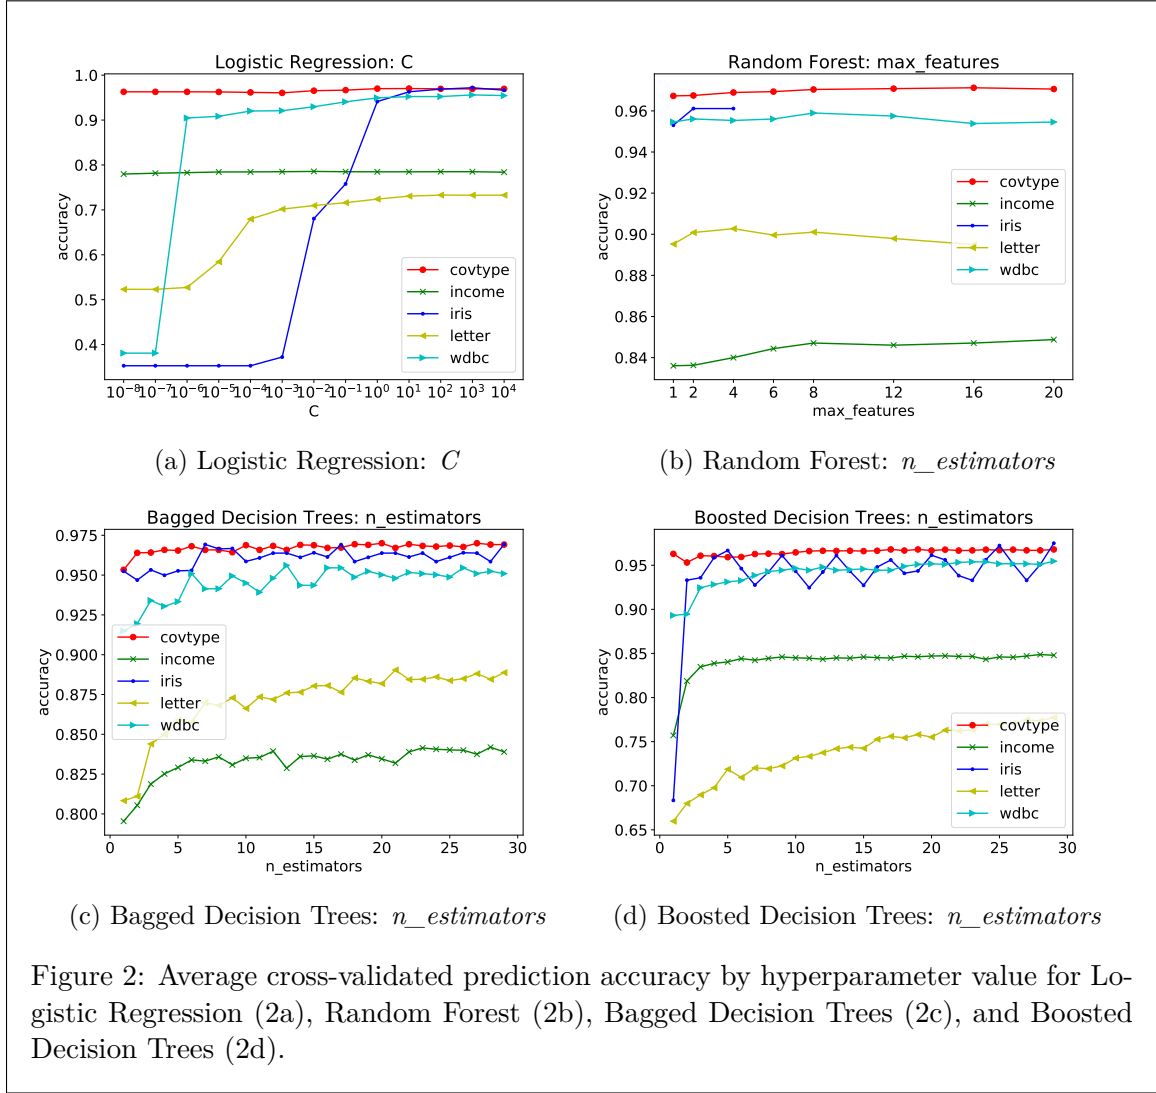 Logistic Regression: C
1.0
0.9
0.8
0.7
0.6
0.5
0.4
accuracy
covtype
income
iris
letter
wdbc
10⁻⁸ 10⁻⁷ 10⁻⁶ 10⁻⁵ 10⁻⁴ 10⁻³ 10⁻² 10⁻¹ 10⁰ 10¹ 10² 10³ 10⁴
C
(a) Logistic Regression: C
Random Forest: max_features
0.96
0.94
0.92
0.90
0.88
0.86
0.84
accuracy
covtype
income
iris
letter
wdbc
1 2 4 6 8 12 16 20
max_features
(b) Random Forest: n_estimators
Bagged Decision Trees: n_estimators
0.975
0.950
0.925
0.900
0.875
0.850
0.825
0.800
accuracy
covtype
income
iris
letter
wdbc
0 5 10 15 20 25 30
n_estimators
(c) Bagged Decision Trees: n_estimators
Boosted Decision Trees: n_estimators
0.95
0.90
0.85
0.80
0.75
0.70
0.65
accuracy
covtype
income
iris
letter
wdbc
0 5 10 15 20 25 30
n_estimators
(d) Boosted Decision Trees: n_estimators
Figure 2: Average cross-validated prediction accuracy by hyperparameter value for Lo-
gistic Regression (2a), Random Forest (2b), Bagged Decision Trees (2c), and Boosted
Decision Trees (2d).